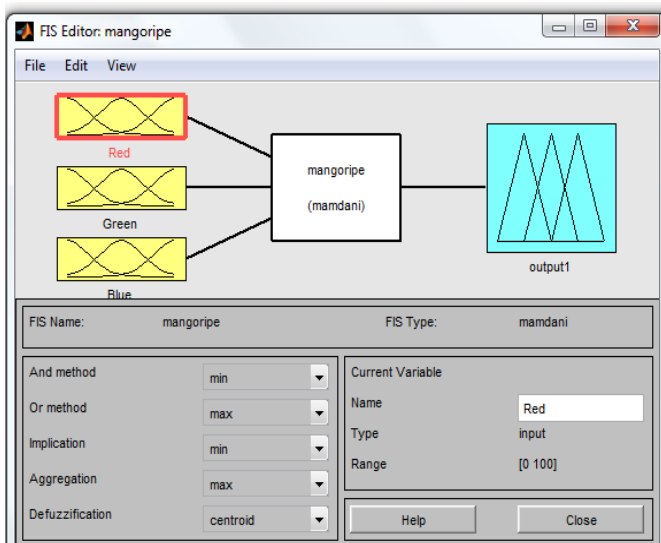 FIS Editor: mangoripe
File Edit View
Red
mangoripe
(mamdani)
Green
output1
Blue
FIS Name: mangoripe FIS Type: mamdani
And method min
Or method max
Implication min
Aggregation max
Defuzzification centroid
Current Variable
Name Red
Type input
Range [0 100]
Help Close